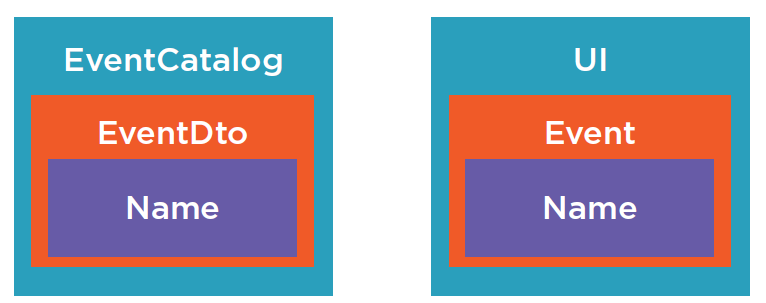 EventCatalog
EventDto
Name
UI
Event
Name